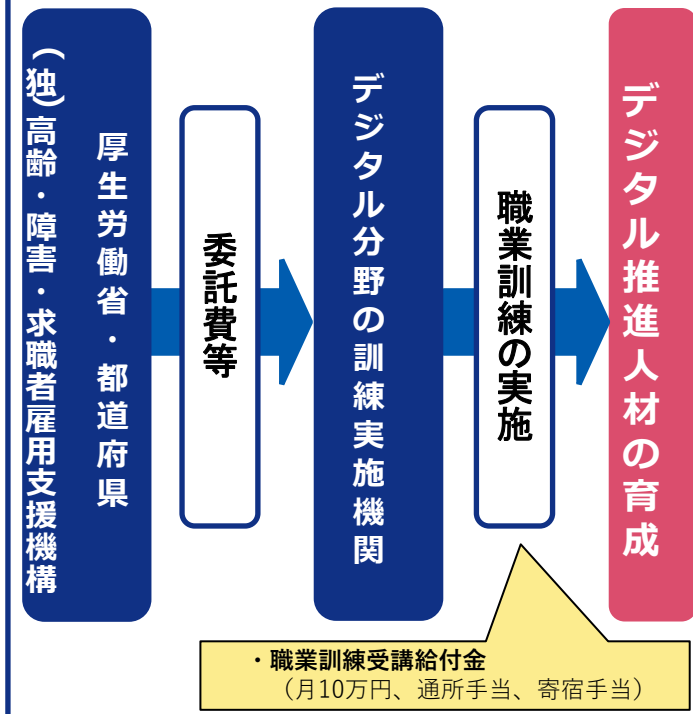 厚生労働省・都道府県
(独)高齢・障害・求職者雇用支援機構
委託費等
デジタル分野の訓練実施機関
職業訓練の実施
デジタル推進人材の育成
・職業訓練受講給付金
（月10万円、通所手当、寄宿手当）